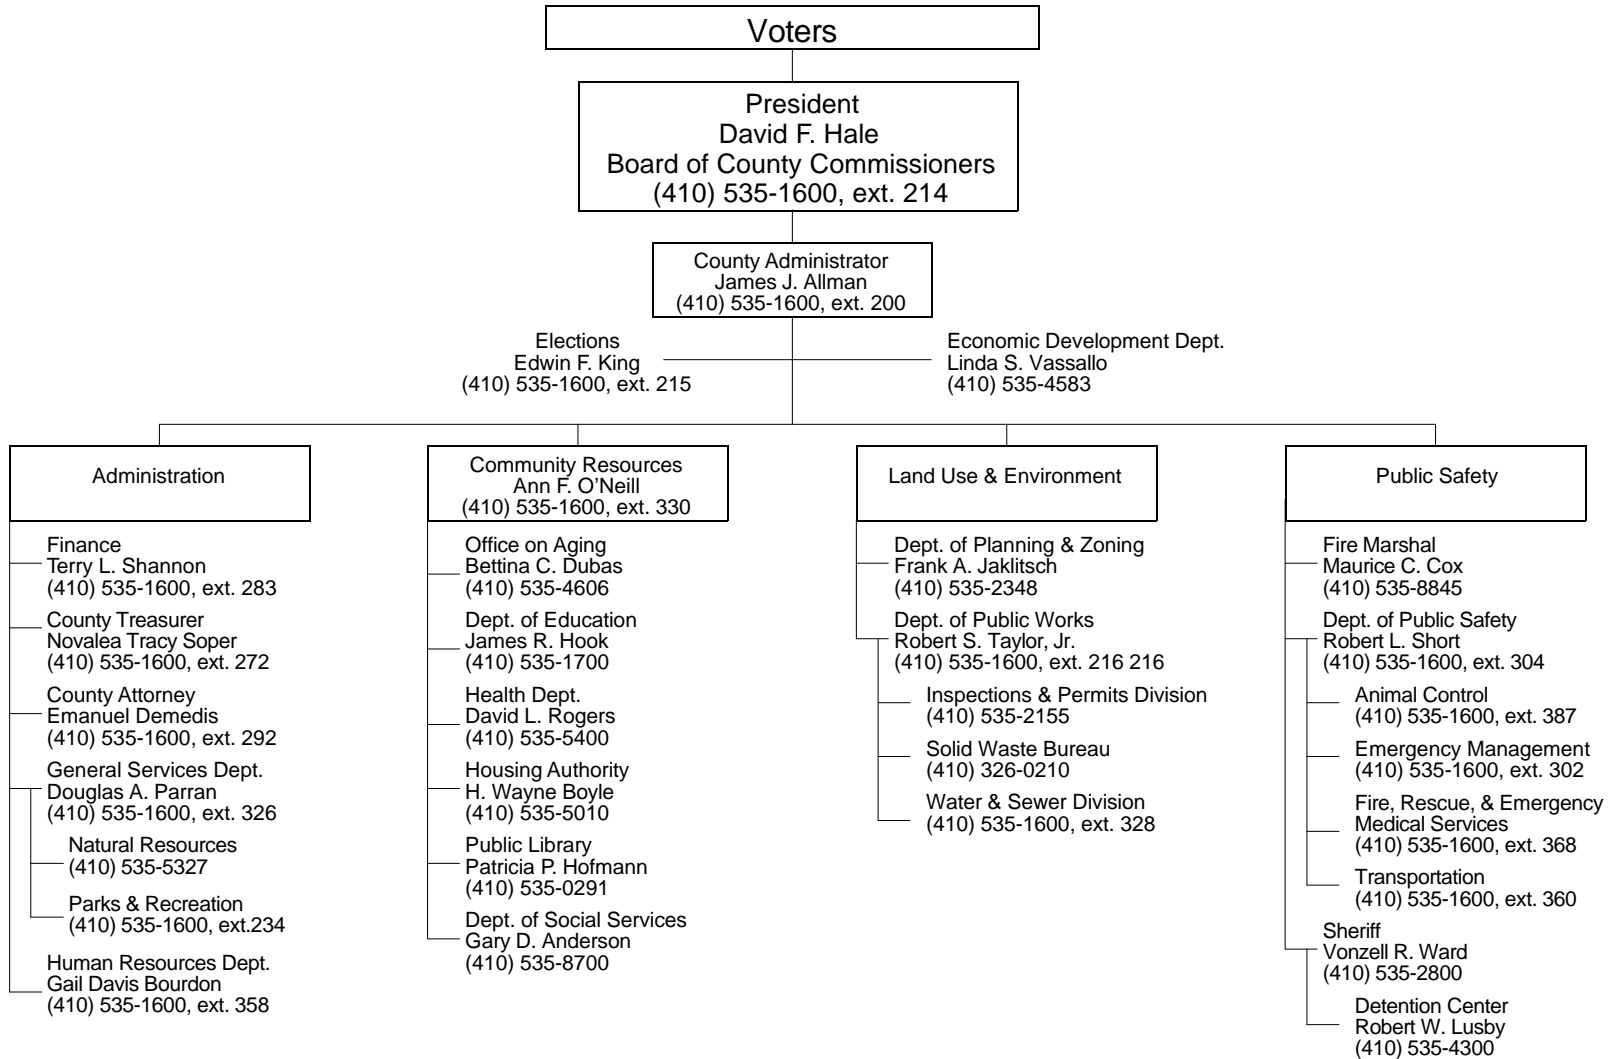 Voters
President
David F. Hale
Board of County Commissioners
(410) 535-1600, ext. 214
County Administrator
James J. Allman
(410) 535-1600, ext. 200
Elections
Edwin F. King
(410) 535-1600, ext. 215
Economic Development Dept.
Linda S. Vassallo
(410) 535-4583
Administration
Finance
Terry L. Shannon
(410) 535-1600, ext. 283
County Treasurer
Novalea Tracy Soper
(410) 535-1600, ext. 272
County Attorney
Emanuel Demedis
(410) 535-1600, ext. 292
General Services Dept.
Douglas A. Parran
(410) 535-1600, ext. 326
Natural Resources
(410) 535-5327
Parks & Recreation
(410) 535-1600, ext.234
Human Resources Dept.
Gail Davis Bourdon
(410) 535-1600, ext. 358
Community Resources
Ann F. O'Neill
(410) 535-1600, ext. 330
Office on Aging
Bettina C. Dubas
(410) 535-4606
Dept. of Education
James R. Hook
(410) 535-1700
Health Dept.
David L. Rogers
(410) 535-5400
Housing Authority
H. Wayne Boyle
(410) 535-5010
Public Library
Patricia P. Hofmann
(410) 535-0291
Dept. of Social Services
Gary D. Anderson
(410) 535-8700
Land Use & Environment
Dept. of Planning & Zoning
Frank A. Jaklitsch
(410) 535-2348
Dept. of Public Works
Robert S. Taylor, Jr.
(410) 535-1600, ext. 216 216
Inspections & Permits Division
(410) 535-2155
Solid Waste Bureau
(410) 326-0210
Water & Sewer Division
(410) 535-1600, ext. 328
Public Safety
Fire Marshal
Maurice C. Cox
(410) 535-8845
Dept. of Public Safety
Robert L. Short
(410) 535-1600, ext. 304
Animal Control
(410) 535-1600, ext. 387
Emergency Management
(410) 535-1600, ext. 302
Fire, Rescue, & Emergency
Medical Services
(410) 535-1600, ext. 368
Transportation
(410) 535-1600, ext. 360
Sheriff
Vonzell R. Ward
(410) 535-2800
Detention Center
Robert W. Lusby
(410) 535-4300